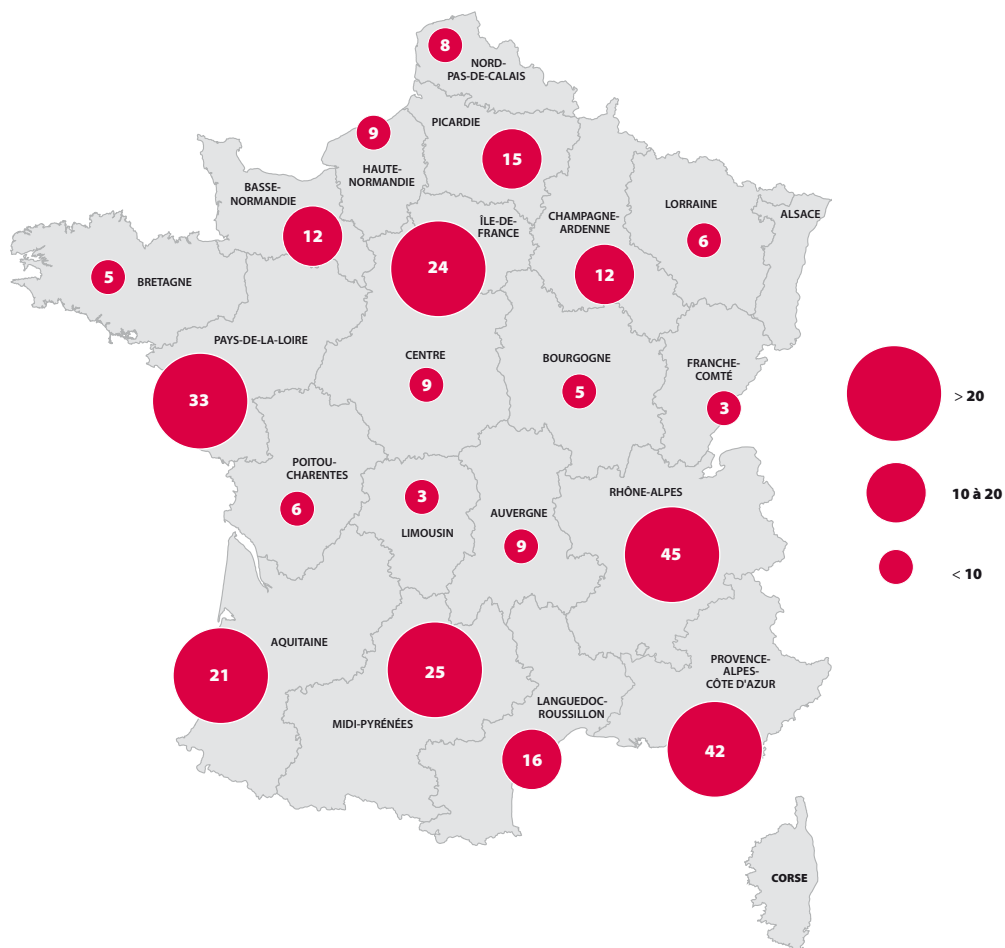 8
NORD-
PAS-DE-CALAIS
PICARDIE
9
15
HAUTE-
NORMANDIE
BASSE-
NORMANDIE
12
ÎLE-DE-
FRANCE
24
CHAMPAGNE-
ARDENNE
12
LORRAINE
6
ALSACE
5
BRETAGNE
PAYS-DE-LA-LOIRE
33
CENTRE
9
BOURGOGNE
5
FRANCHE-
COMTÉ
3
POITOU-
CHARENTES
6
3
LIMOUSIN
AUVERGNE
9
RHÔNE-ALPES
45
AQUITAINE
21
25
MIDI-PYRÉNÉES
LANGUEDOC-
ROUSSILLON
16
PROVENCE-
ALPES-
CÔTE D'AZUR
42
CORSE
> 20
10 à 20
< 10